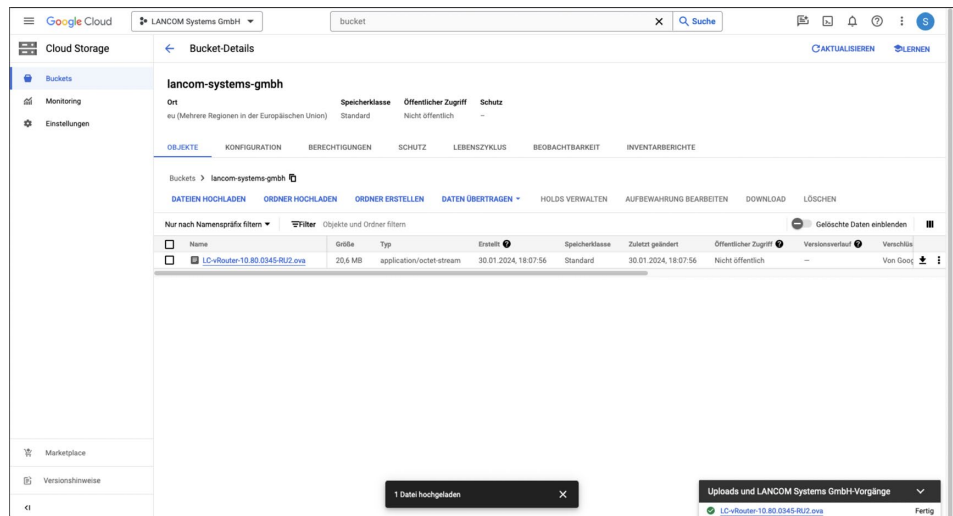 Google Cloud
LANCOM Systems GmbH
bucket
Suche
S
Cloud Storage
Bucket-Details
AKTUALISIEREN
LERNEN
Buckets
Monitoring
Einstellungen
lancom-systems-gmbh
Ort
Speicherklasse
Öffentlicher Zugriff
Schutz
eu (Mehrere Regionen in der Europäischen Union)
Standard
Nicht öffentlich
–
OBJEKTE
KONFIGURATION
BERECHTIGUNGEN
SCHUTZ
LEBENSZYKLUS
BEOBACHTBARKEIT
INVENTARBERICHTE
Buckets > lancom-systems-gmbh
DATEIEN HOCHLADEN
ORDNER HOCHLADEN
ORDNER ERSTELLEN
DATEN ÜBERTRAGEN
HOLDS VERWALTEN
AUFBEWAHRUNG BEARBEITEN
DOWNLOAD
LÖSCHEN
Nur nach Namenspräfix filtern
Filter
Objekte und Ordner filtern
Gelöschte Daten einblenden
Name
Größe
Typ
Erstellt
Speicherklasse
Zuletzt geändert
Öffentlicher Zugriff
Versionsverlauf
Verschlüs
LC-vRouter-10.80.0345-RU2.ova
20,6 MB
application/octet-stream
30.01.2024, 18:07:56
Standard
30.01.2024, 18:07:56
Nicht öffentlich
–
Von Goog
Marketplace
Versionshinweise
1 Datei hochgeladen
Uploads und LANCOM Systems GmbH-Vorgänge
LC-vRouter-10.80.0345-RU2.ova
Fertig